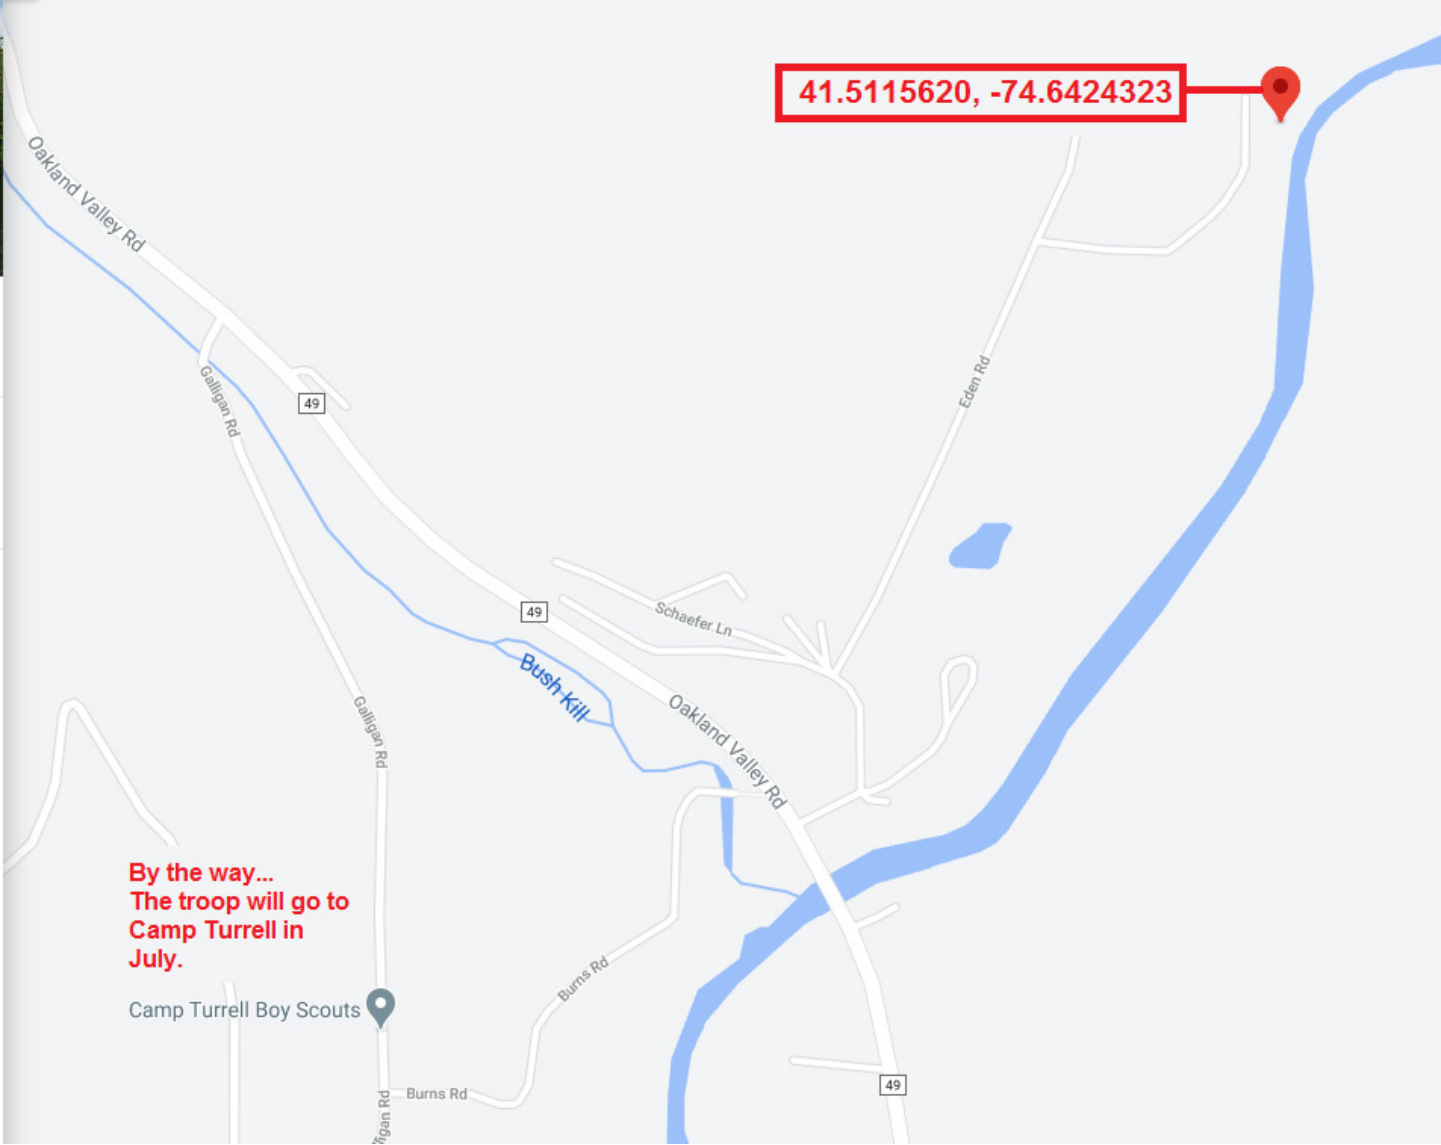 41.5115620, -74.6424323
Oakland Valley Rd
Eden Rd
Galligan Rd
49
49
Schaefer Ln
Bush Kill
Oakland Valley Rd
Galligan Rd
By the way...
The troop will go to
Camp Turrell in
July.
Burns Rd
Camp Turrell Boy Scouts
49
Burns Rd
igan Rd